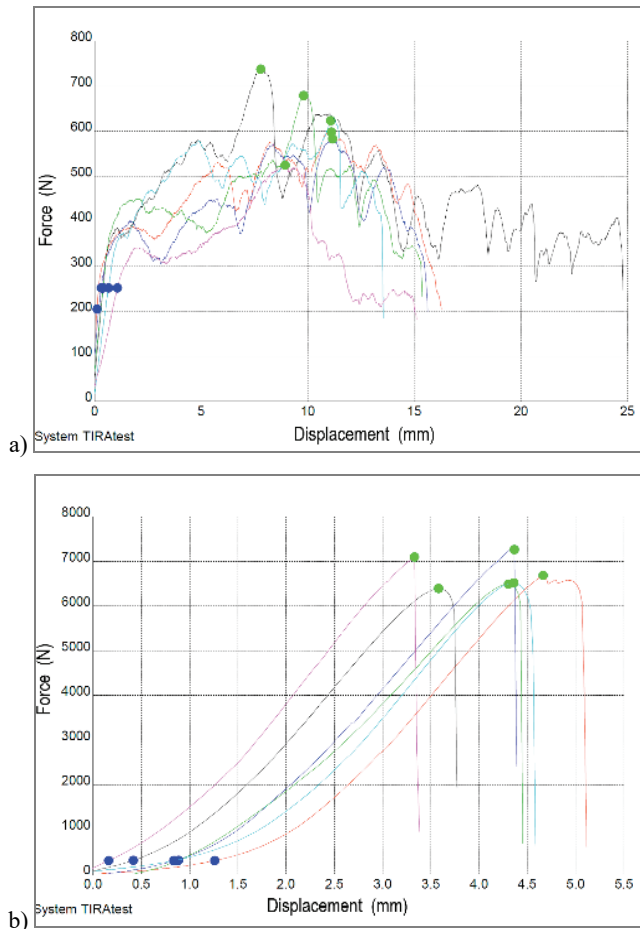 800
700
600
500
400
300
200
100
0
Force (N)
0 5 10 15 20 25
System TIRAtest
Displacement (mm)
a)
8000
7000
6000
5000
4000
3000
2000
1000
0
Force (N)
0.0 0.5 1.0 1.5 2.0 2.5 3.0 3.5 4.0 4.5 5.0 5.5
System TIRAtest
Displacement (mm)
b)